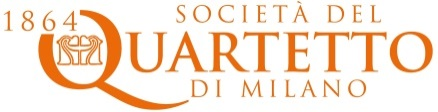 1864
SOCIETÀ DEL
QUARTETTO
DI MILANO